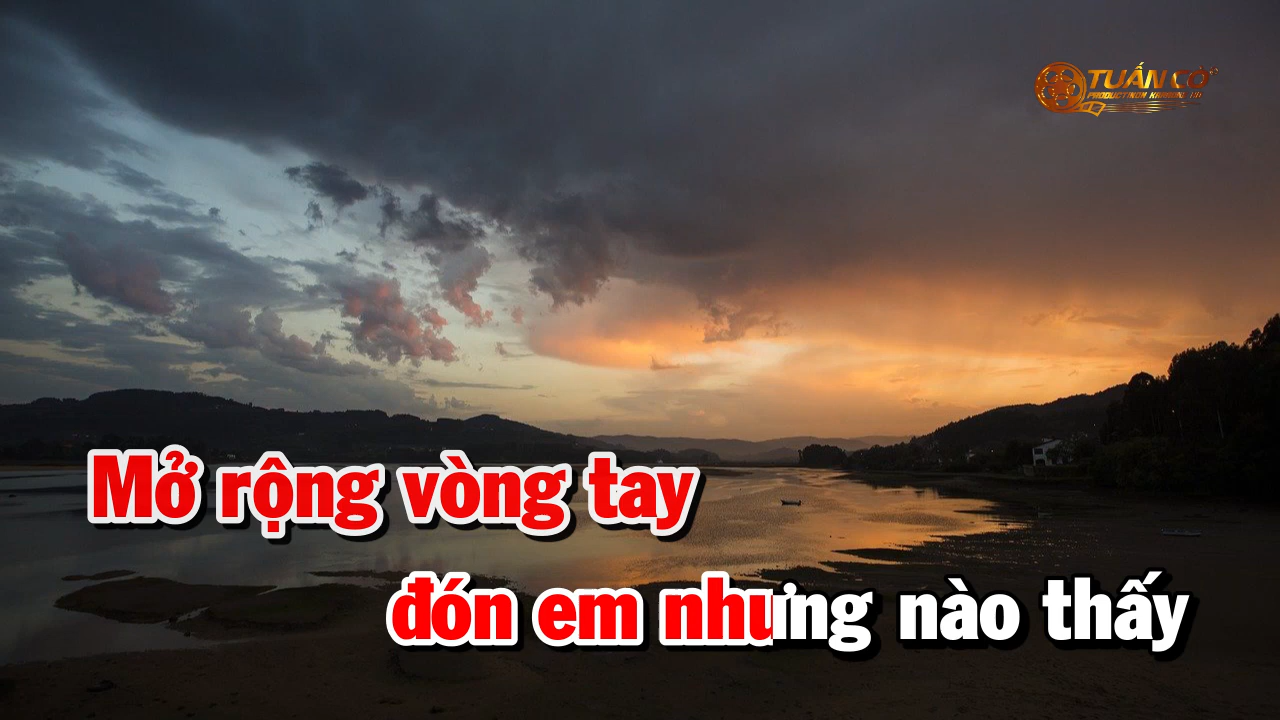 TUẤN CÒ
Mở rộng vòng tay
đón em nhưng nào thấy